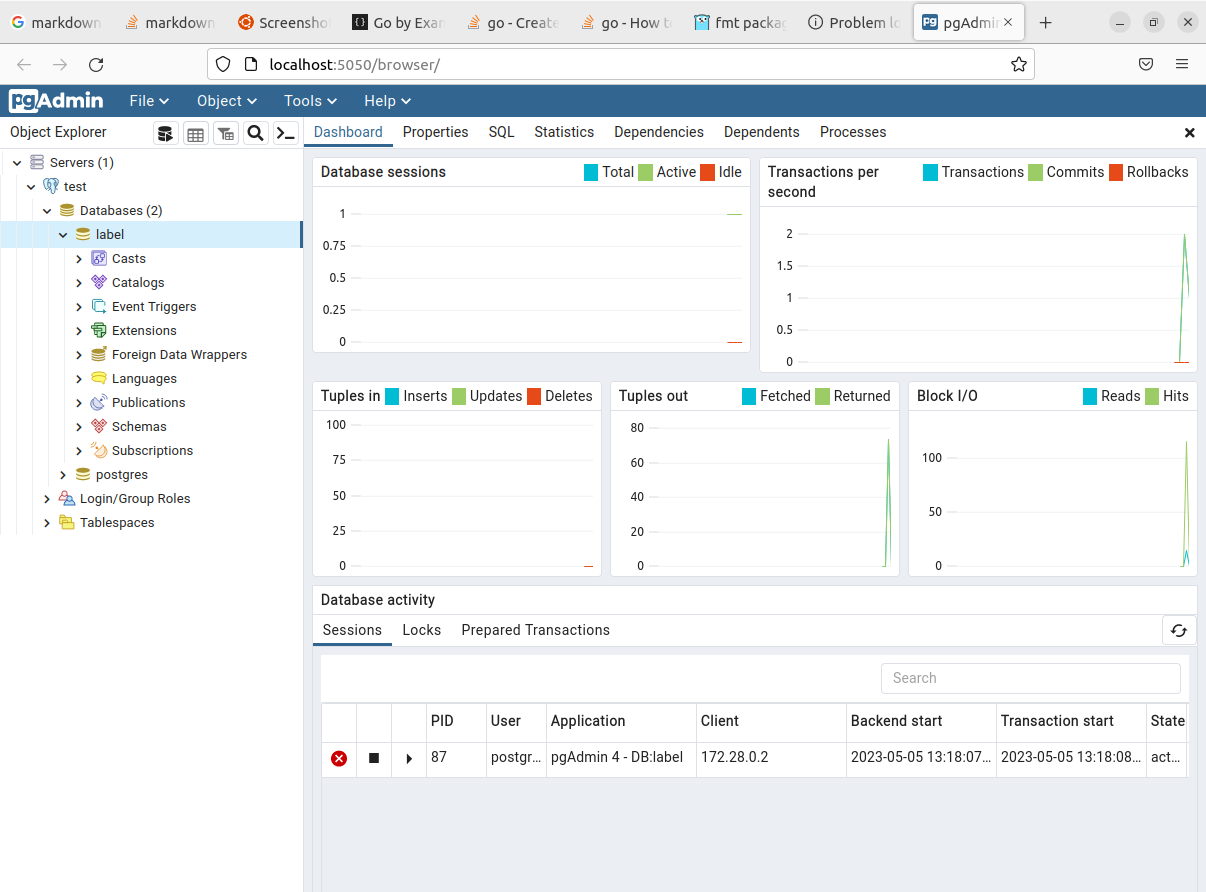 markdown
markdown
Screensho
Go by Exam
go - Create
go - How to
fmt packag
Problem lo
pgAdmin
localhost:5050/browser/
pgAdmin File Object Tools Help
Object Explorer
Dashboard Properties SQL Statistics Dependencies Dependents Processes
Servers (1)
test
Databases (2)
label
Casts
Catalogs
Event Triggers
Extensions
Foreign Data Wrappers
Languages
Publications
Schemas
Subscriptions
postgres
Login/Group Roles
Tablespaces
Database sessions Total Active Idle
1
0.75
0.5
0.25
0
Transactions per second Transactions Commits Rollbacks
2
1.5
1
0.5
0
Tuples in Inserts Updates Deletes
100
75
50
25
0
Tuples out Fetched Returned
80
60
40
20
0
Block I/O Reads Hits
100
50
0
Database activity
Sessions Locks Prepared Transactions
Search
PID User Application Client Backend start Transaction start State
87 postgr... pgAdmin 4 - DB:label 172.28.0.2 2023-05-05 13:18:07... 2023-05-05 13:18:08... act...